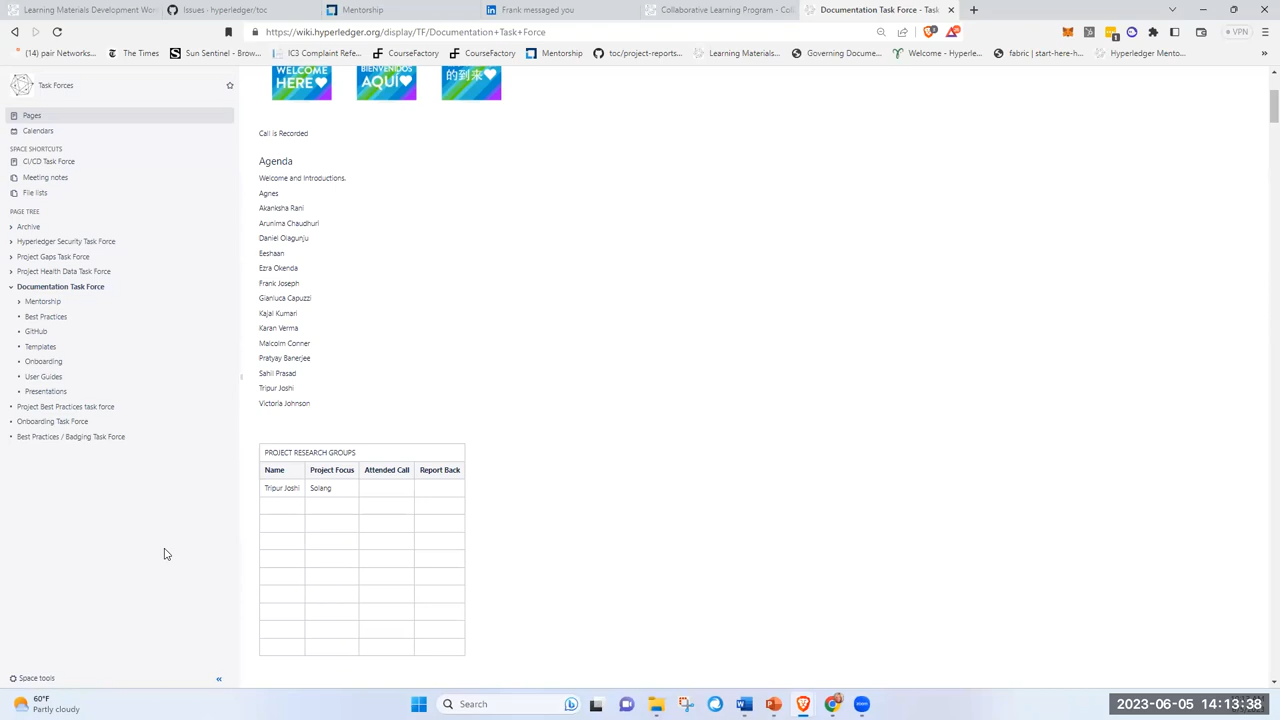 Learning Materials Development Work
Issues · hyperledger/toc
Mentorship
Frank messaged you
Collaborative Learning Program - Coll
Documentation Task Force - Task
https://wiki.hyperledger.org/display/TF/Documentation+Task+Force
VPN
(14) pair Networks...
The Times
Sun Sentinel - Brow...
IC3 Complaint Refe...
CourseFactory
CourseFactory
Mentorship
toc/project-reports...
Learning Materials...
Governing Docume...
Welcome - Hyperle...
fabric | start-here-h...
Hyperledger Mento...
Task Forces
Pages
Calendars
SPACE SHORTCUTS
CI/CD Task Force
Meeting notes
File lists
PAGE TREE
Archive
Hyperledger Security Task Force
Project Gaps Task Force
Project Health Data Task Force
Documentation Task Force
Mentorship
Best Practices
GitHub
Templates
Onboarding
User Guides
Presentations
Project Best Practices task force
Onboarding Task Force
Best Practices / Badging Task Force
Space tools
WELCOME
HERE
BIENVENIDOS
AQUÍ
的到來
Call is Recorded
Agenda
Welcome and Introductions.
Agnes
Akanksha Rani
Arunima Chaudhuri
Daniel Olagunju
Eeshaan
Ezra Okenda
Frank Joseph
Gianluca Capuzzi
Kajal Kumari
Karan Verma
Malcolm Conner
Pratyay Banerjee
Sahil Prasad
Tripur Joshi
Victoria Johnson
PROJECT RESEARCH GROUPS
Name Project Focus Attended Call Report Back
Tripur Joshi Solang
60°F
Partly cloudy
Search
2023-06-05 14:13:38